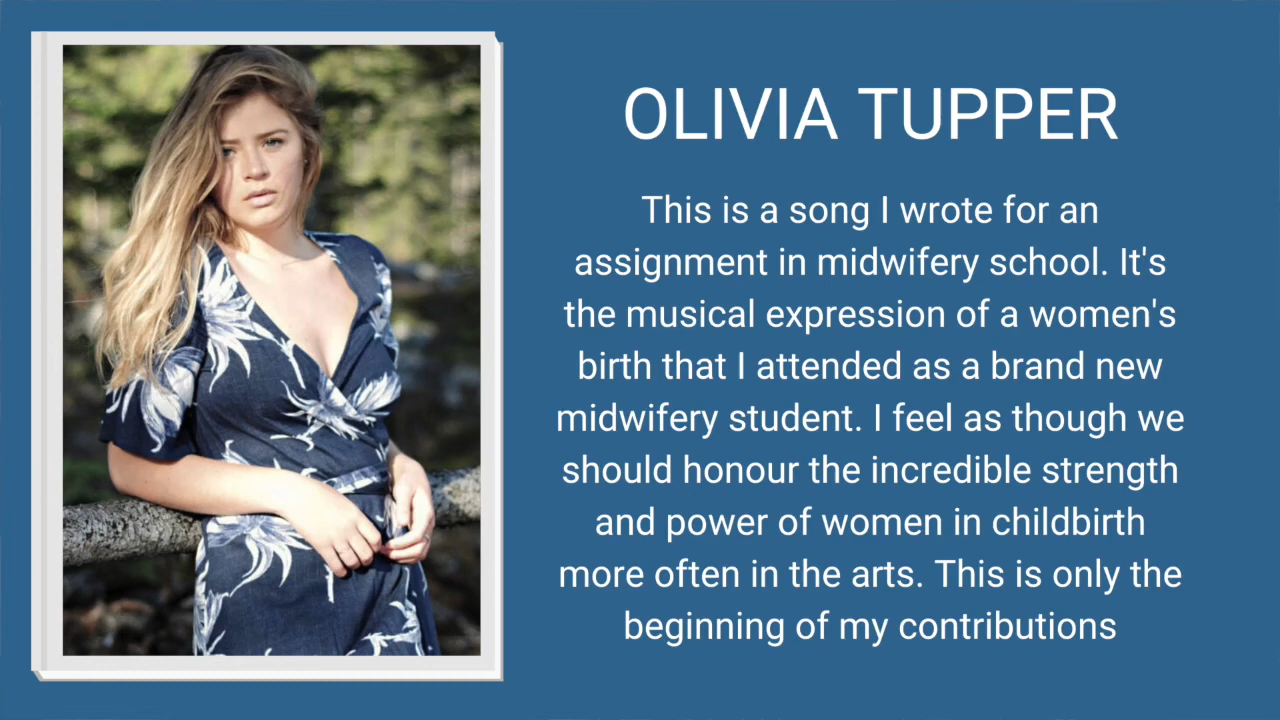 OLIVIA TUPPER
This is a song I wrote for an
assignment in midwifery school. It's
the musical expression of a women's
birth that I attended as a brand new
midwifery student. I feel as though we
should honour the incredible strength
and power of women in childbirth
more often in the arts. This is only the
beginning of my contributions